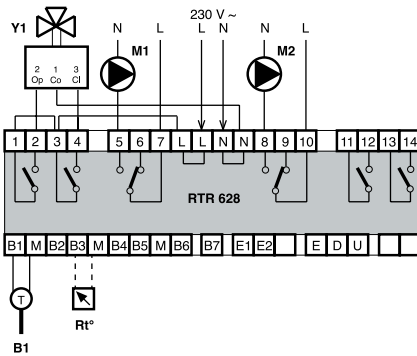 230 V ~
Y1 N L L N N L
M1 M2
2 1 3
Op Co Cl
1 2 3 4 5 6 7 L L N N 8 9 10 11 12 13 14
RTR 628
B1 M B2 B3 M B4 B5 M B6 B7 E1 E2 E D U
T
Rt°
B1